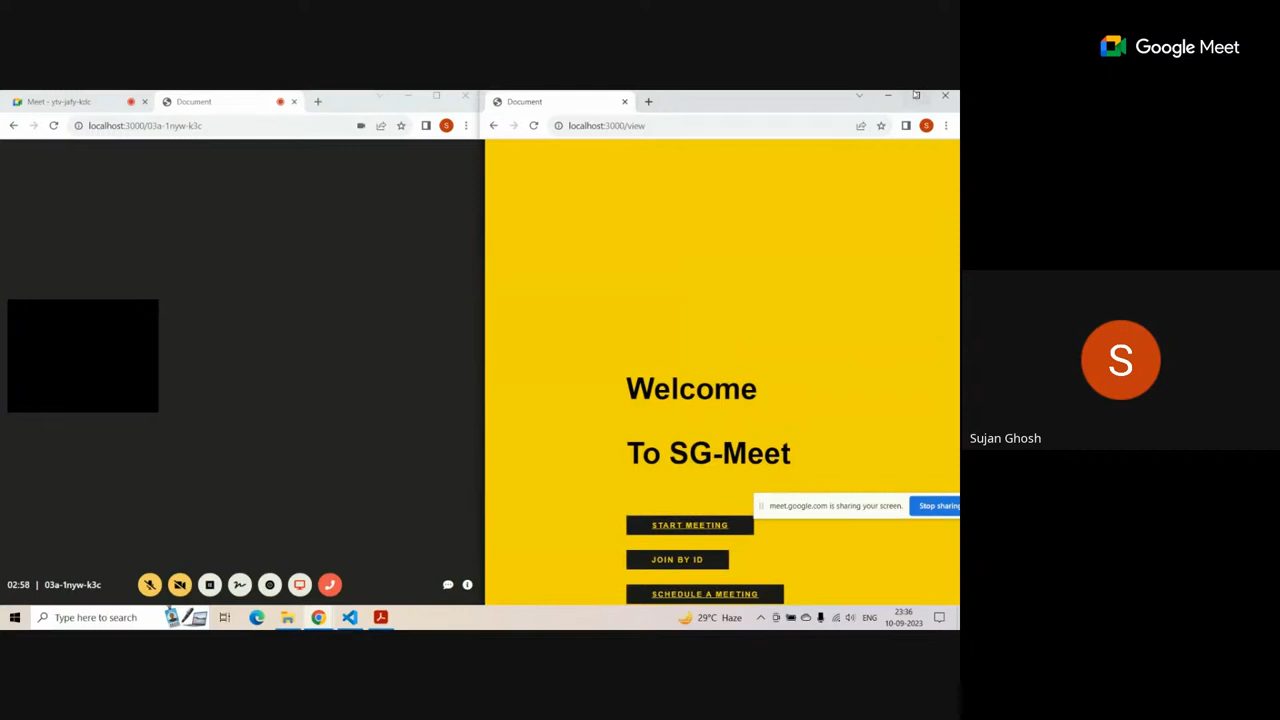 Google Meet
Meet - ytv-jafy-kdc
Document
localhost:3000/03a-1nyw-k3c
S
Document
localhost:3000/view
S
Welcome
To SG-Meet
meet.google.com is sharing your screen.
Stop sharing
START MEETING
JOIN BY ID
SCHEDULE A MEETING
02:58 | 03a-1nyw-k3c
Type here to search
29°C Haze
ENG
23:36
10-09-2023
S
Sujan Ghosh